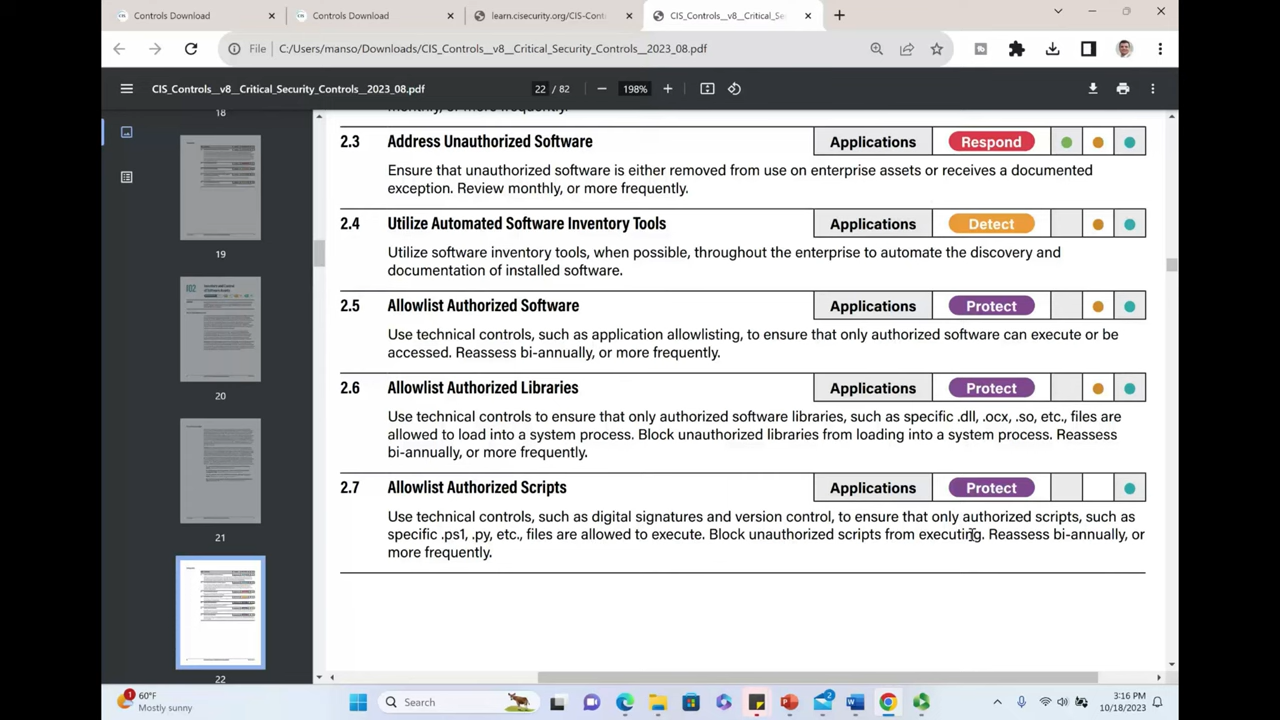 Controls Download
Controls Download
learn.cisecurity.org/CIS-Cont
CIS_Controls__v8__Critical_Se
File
C:/Users/manso/Downloads/CIS_Controls__v8__Critical_Security_Controls__2023_08.pdf
CIS_Controls__v8__Critical_Security_Controls__2023_08.pdf
22 / 82
198%
18
19
20
21
22
monthly, or more frequently.
2.3 Address Unauthorized Software Applications Respond
Ensure that unauthorized software is either removed from use on enterprise assets or receives a documented
exception. Review monthly, or more frequently.
2.4 Utilize Automated Software Inventory Tools Applications Detect
Utilize software inventory tools, when possible, throughout the enterprise to automate the discovery and
documentation of installed software.
2.5 Allowlist Authorized Software Applications Protect
Use technical controls, such as application allowlisting, to ensure that only authorized software can execute or be
accessed. Reassess bi-annually, or more frequently.
2.6 Allowlist Authorized Libraries Applications Protect
Use technical controls to ensure that only authorized software libraries, such as specific .dll, .ocx, .so, etc., files are
allowed to load into a system process. Block unauthorized libraries from loading into a system process. Reassess
bi-annually, or more frequently.
2.7 Allowlist Authorized Scripts Applications Protect
Use technical controls, such as digital signatures and version control, to ensure that only authorized scripts, such as
specific .ps1, .py, etc., files are allowed to execute. Block unauthorized scripts from executing. Reassess bi-annually, or
more frequently.
1
60°F
Mostly sunny
Search
3:16 PM
10/18/2023